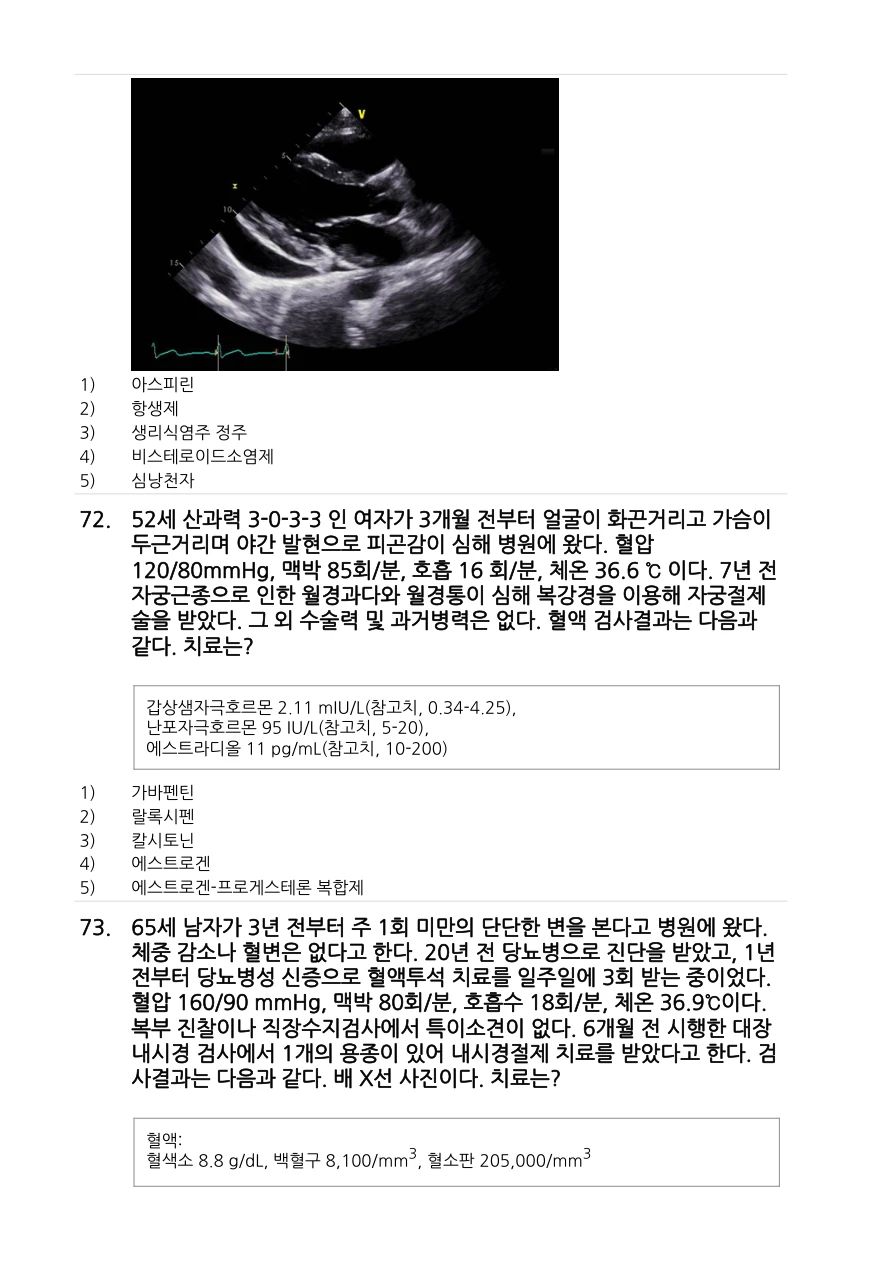 V
5
x
10
15
1) 아스피린
2) 항생제
3) 생리식염주 정주
4) 비스테로이드소염제
5) 심낭천자
72. 52세 산과력 3-0-3-3 인 여자가 3개월 전부터 얼굴이 화끈거리고 가슴이
두근거리며 야간 발현으로 피곤감이 심해 병원에 왔다. 혈압
120/80mmHg, 맥박 85회/분, 호흡 16 회/분, 체온 36.6 ℃ 이다. 7년 전
자궁근종으로 인한 월경과다와 월경통이 심해 복강경을 이용해 자궁절제
술을 받았다. 그 외 수술력 및 과거병력은 없다. 혈액 검사결과는 다음과
같다. 치료는?
갑상샘자극호르몬 2.11 mIU/L(참고치, 0.34-4.25),
난포자극호르몬 95 IU/L(참고치, 5-20),
에스트라디올 11 pg/mL(참고치, 10-200)
1) 가바펜틴
2) 랄록시펜
3) 칼시토닌
4) 에스트로겐
5) 에스트로겐-프로게스테론 복합제
73. 65세 남자가 3년 전부터 주 1회 미만의 단단한 변을 본다고 병원에 왔다.
체중 감소나 혈변은 없다고 한다. 20년 전 당뇨병으로 진단을 받았고, 1년
전부터 당뇨병성 신증으로 혈액투석 치료를 일주일에 3회 받는 중이었다.
혈압 160/90 mmHg, 맥박 80회/분, 호흡수 18회/분, 체온 36.9℃이다.
복부 진찰이나 직장수지검사에서 특이소견이 없다. 6개월 전 시행한 대장
내시경 검사에서 1개의 용종이 있어 내시경절제 치료를 받았다고 한다. 검
사결과는 다음과 같다. 배 X선 사진이다. 치료는?
혈액:
혈색소 8.8 g/dL, 백혈구 8,100/mm³, 혈소판 205,000/mm³